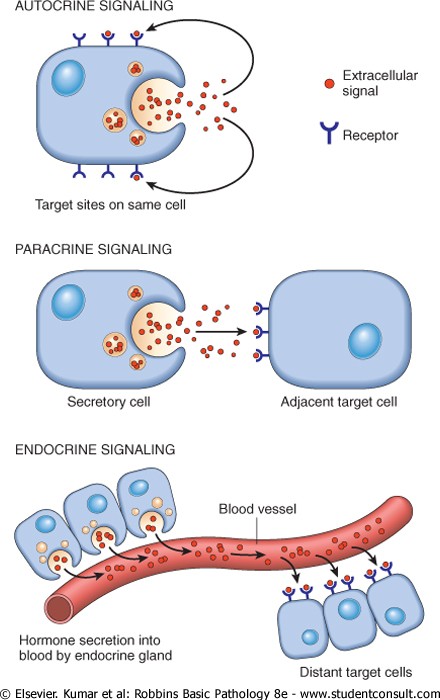 AUTOCRINE SIGNALING
Extracellular
signal
Receptor
Target sites on same cell
PARACRINE SIGNALING
Secretory cell
Adjacent target cell
ENDOCRINE SIGNALING
Blood vessel
Hormone secretion into
blood by endocrine gland
Distant target cells
© Elsevier. Kumar et al: Robbins Basic Pathology 8e - www.studentconsult.com